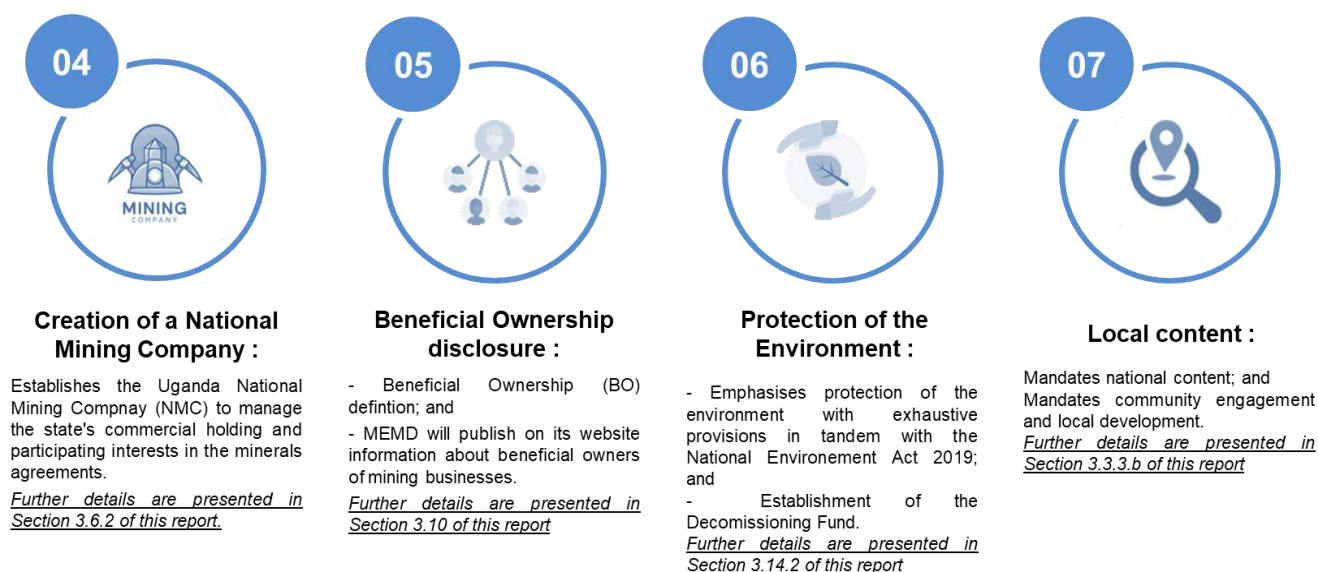 04
MINING
COMPANY
Creation of a National
Mining Company :
Establishes the Uganda National
Mining Compnay (NMC) to manage
the state's commercial holding and
participating interests in the minerals
agreements.
Further details are presented in
Section 3.6.2 of this report.
05
Beneficial Ownership
disclosure :
- Beneficial Ownership (BO)
defintion; and
- MEMD will publish on its website
information about beneficial owners
of mining businesses.
Further details are presented in
Section 3.10 of this report
06
Protection of the
Environment :
- Emphasises protection of the
environment with exhaustive
provisions in tandem with the
National Environement Act 2019;
and
- Establishment of the
Decomissioning Fund.
Further details are presented in
Section 3.14.2 of this report
07
Local content :
Mandates national content; and
Mandates community engagement
and local development.
Further details are presented in
Section 3.3.3.b of this report